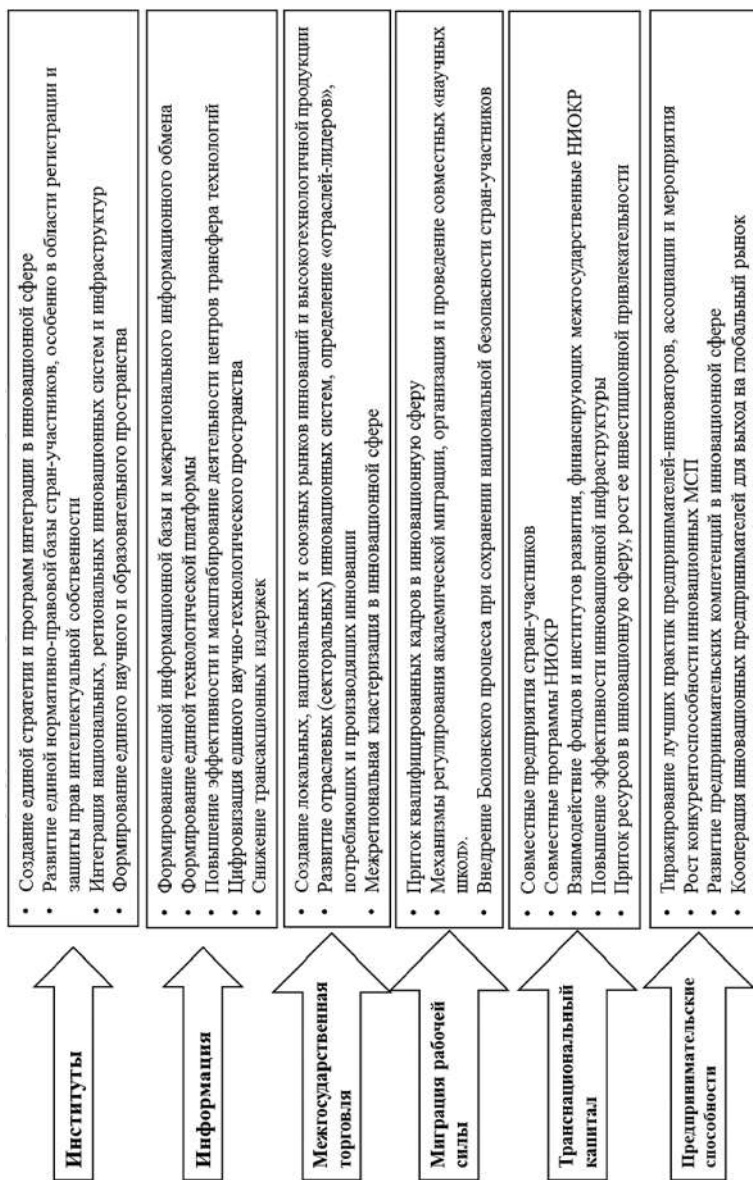 Институты
• Создание единой стратегии и программ интеграции в инновационной сфере
• Развитие единой нормативно-правовой базы стран-участников, особенно в области регистрации и
защиты прав интеллектуальной собственности
• Интеграция национальных, региональных инновационных систем и инфраструктур
• Формирование единого научного и образовательного пространства
Информация
• Формирование единой информационной базы и межрегионального информационного обмена
• Формирование единой технологической платформы
• Повышение эффективности и масштабирование деятельности центров трансфера технологий
• Цифровизация единого научно-технологического пространства
• Снижение трансакционных издержек
Межгосударственная
торговля
• Создание локальных, национальных и союзных рынков инноваций и высокотехнологичной продукции
• Развитие отраслевых (секторальных) инновационных систем, определение «отраслей-лидеров»,
потребляющих и производящих инновации
• Межрегиональная кластеризация в инновационной сфере
Миграция рабочей
силы
• Приток квалифицированных кадров в инновационную сферу
• Механизмы регулирования академической миграции, организация и проведение совместных «научных
школ».
• Внедрение Болонского процесса при сохранении национальной безопасности стран-участников
Транснациональный
капитал
• Совместные предприятия стран-участников
• Совместные программы НИОКР
• Взаимодействие фондов и институтов развития, финансирующих межгосударственные НИОКР
• Повышение эффективности инновационной инфраструктуры
• Приток ресурсов в инновационную сферу, рост ее инвестиционной привлекательности
Предпринимательские
способности
• Тиражирование лучших практик предпринимателей-инноваторов, ассоциации и мероприятия
• Рост конкурентоспособности инновационных МСП
• Развитие предпринимательских компетенций в инновационной сфере
• Кооперация инновационных предпринимателей для выхода на глобальный рынок